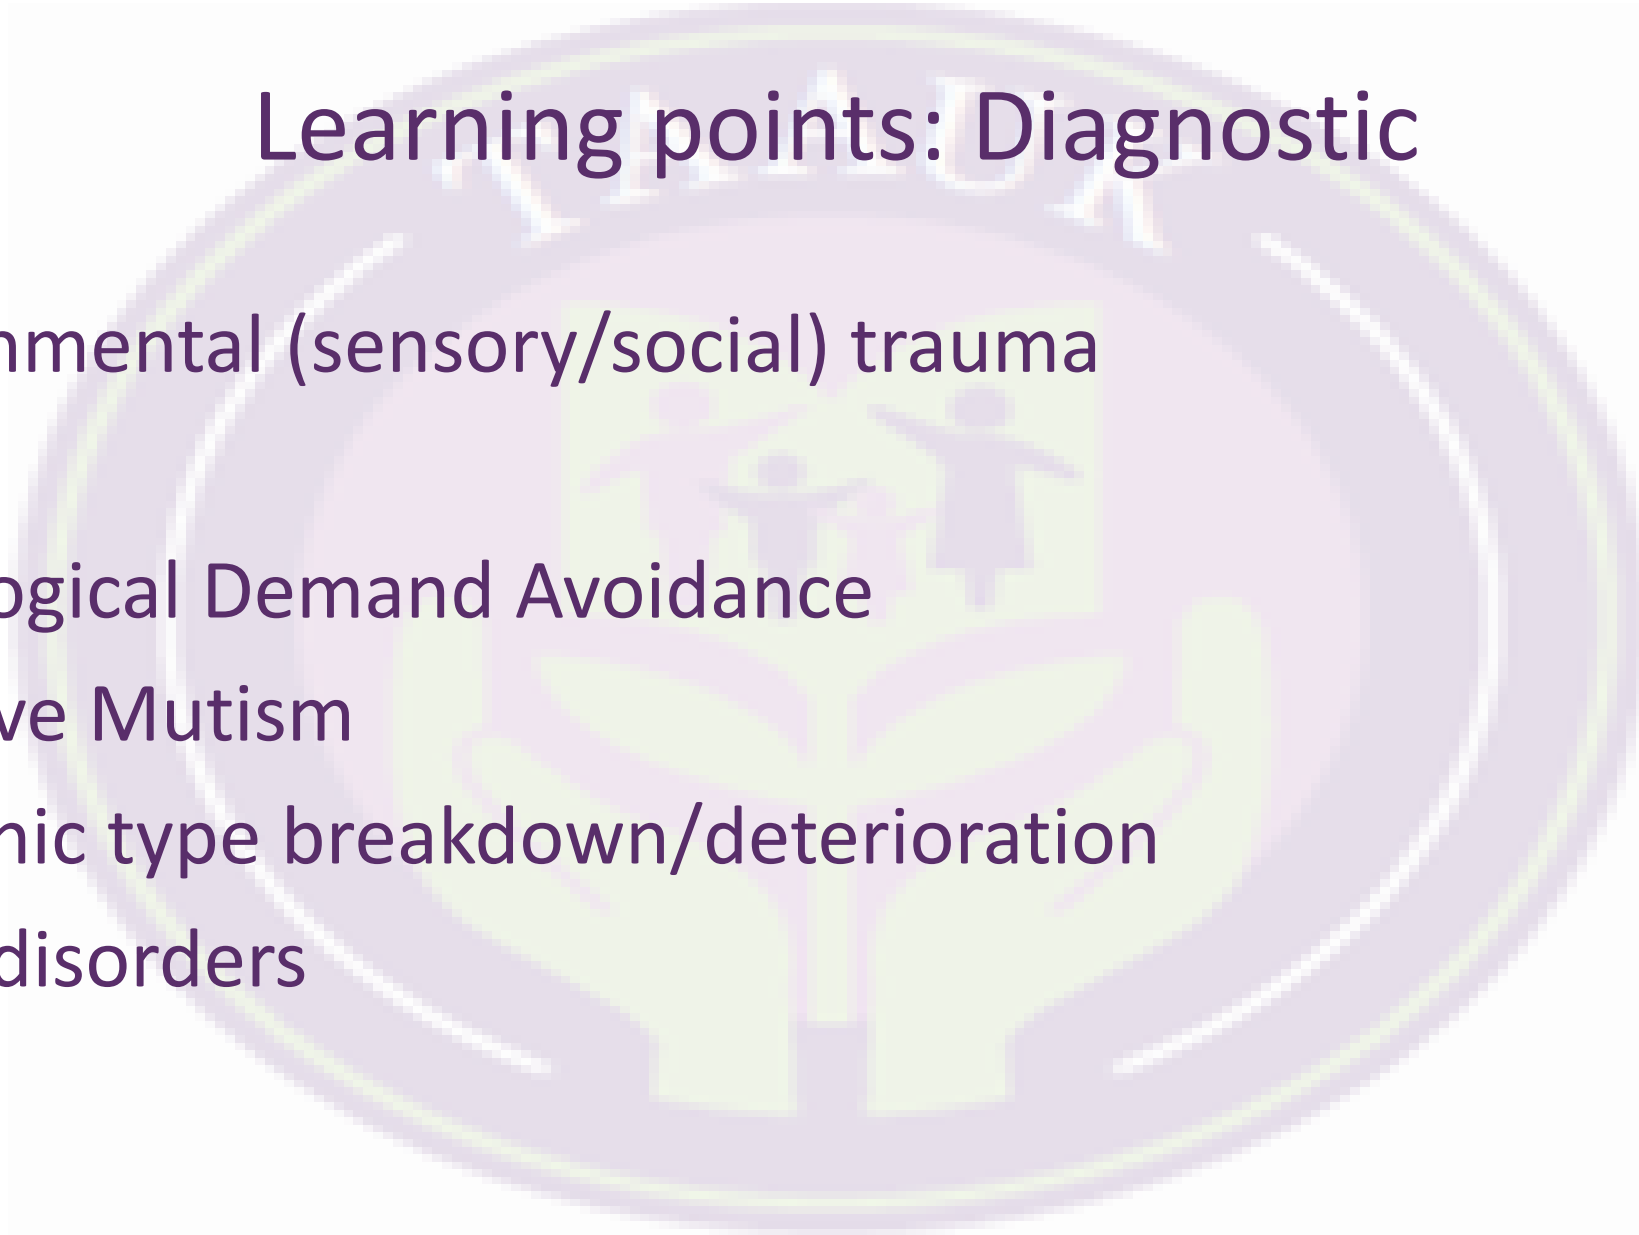 Learning points: Diagnostic
nmental (sensory/social) trauma
ogical Demand Avoidance
ve Mutism
nic type breakdown/deterioration
disorders